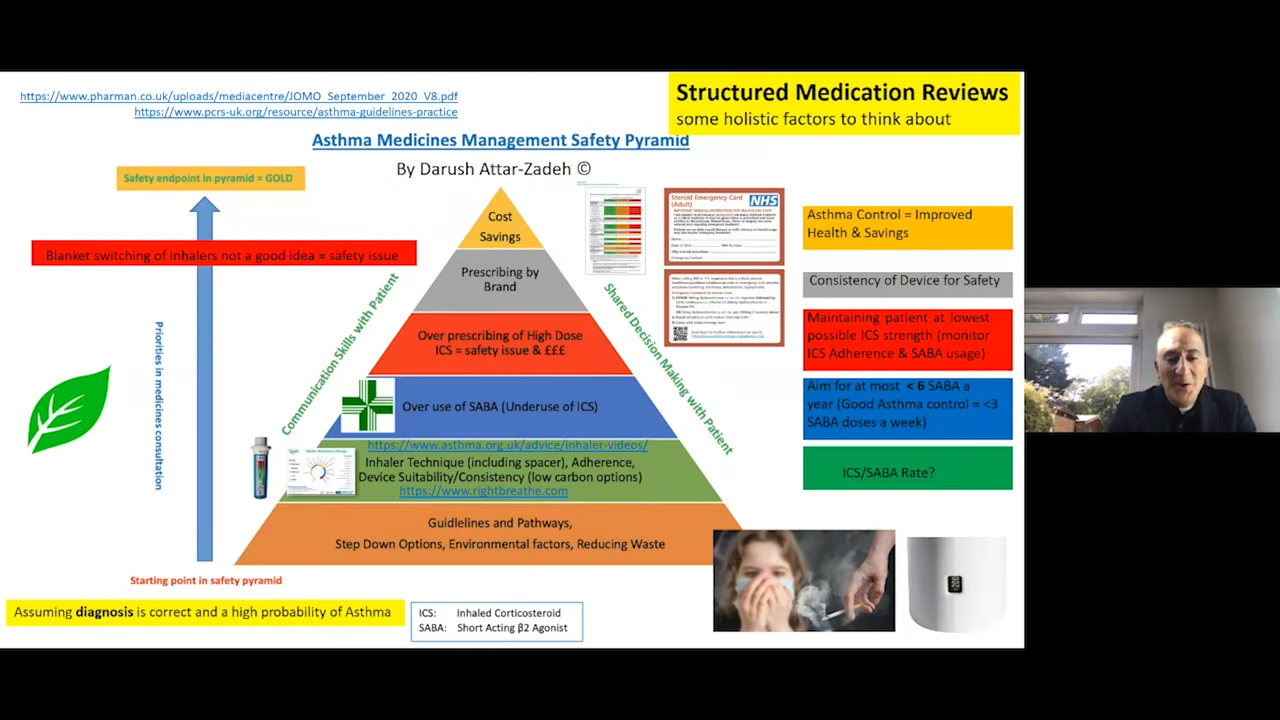 https://www.pharman.co.uk/uploads/mediacentre/JOMO_September_2020_V8.pdf
https://www.pcrs-uk.org/resource/asthma-guidelines-practice
Structured Medication Reviews
some holistic factors to think about
Asthma Medicines Management Safety Pyramid
By Darush Attar-Zadeh ©
Safety endpoint in pyramid = GOLD
Blanket switching of inhalers not a good idea = safety issue
Priorities in medicines consultation
Communication Skills with Patient
Shared Decision Making with Patient
Cost
Savings
Prescribing by
Brand
Over prescribing of High Dose
ICS = safety issue & £££
Over use of SABA (Underuse of ICS)
https://www.asthma.org.uk/advice/inhaler-videos/
Inhaler Technique (including spacer), Adherence,
Device Suitability/Consistency (low carbon options)
https://www.rightbreathe.com
Guidlelines and Pathways,
Step Down Options, Environmental factors, Reducing Waste
Steroid Emergency Card
(Adult)
NHS
Asthma Control = Improved
Health & Savings
Consistency of Device for Safety
Maintaining patient at lowest
possible ICS strength (monitor
ICS Adherence & SABA usage)
Aim for at most < 6 SABA a
year (Good Asthma control = <3
SABA doses a week)
ICS/SABA Rate?
Starting point in safety pyramid
Assuming diagnosis is correct and a high probability of Asthma
ICS: Inhaled Corticosteroid
SABA: Short Acting β2 Agonist